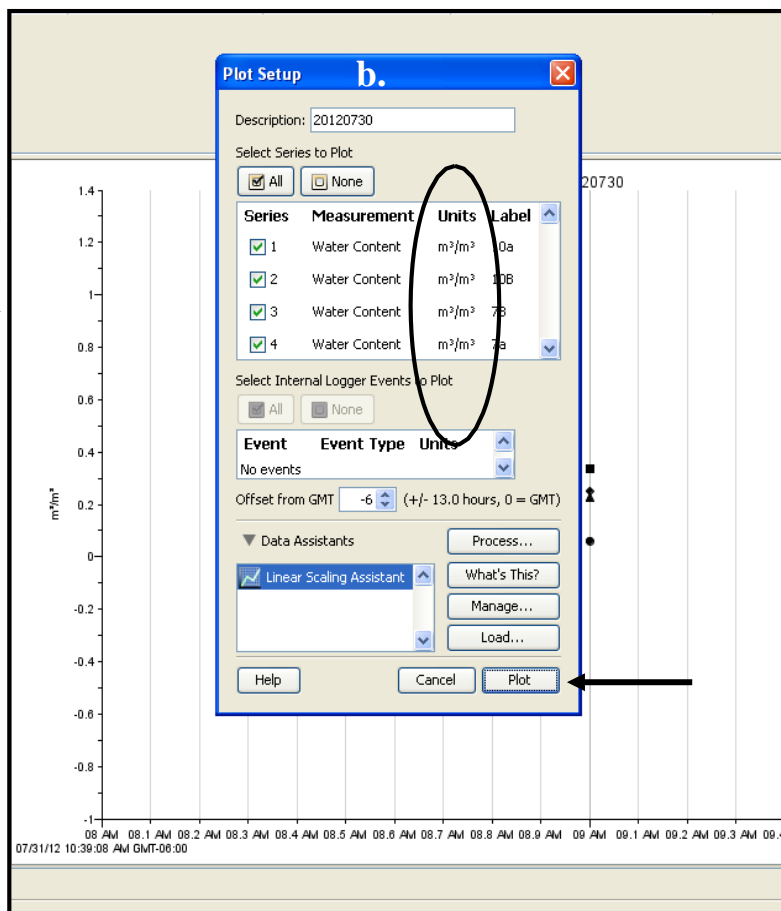 Plot Setup b.
Description: 20120730
Select Series to Plot
All None
20730
Series Measurement Units Label
1 Water Content m³/m³ 10a
2 Water Content m³/m³ 10B
3 Water Content m³/m³ 7B
4 Water Content m³/m³ 7a
Select Internal Logger Events to Plot
All None
Event Event Type Units
No events
Offset from GMT -6 (+/- 13.0 hours, 0 = GMT)
Data Assistants Process...
Linear Scaling Assistant What's This?
Manage...
Load...
Help Cancel Plot
1.4
1.2
1
0.8
0.6
0.4
0.2
0
-0.2
-0.4
-0.6
-0.8
-1
m³/m³
08 AM 08.1 AM 08.2 AM 08.3 AM 08.4 AM 08.5 AM 08.6 AM 08.7 AM 08.8 AM 08.9 AM 09 AM 09.1 AM 09.2 AM 09.3 AM 09.4
07/31/12 10:39:08 AM GMT-06:00